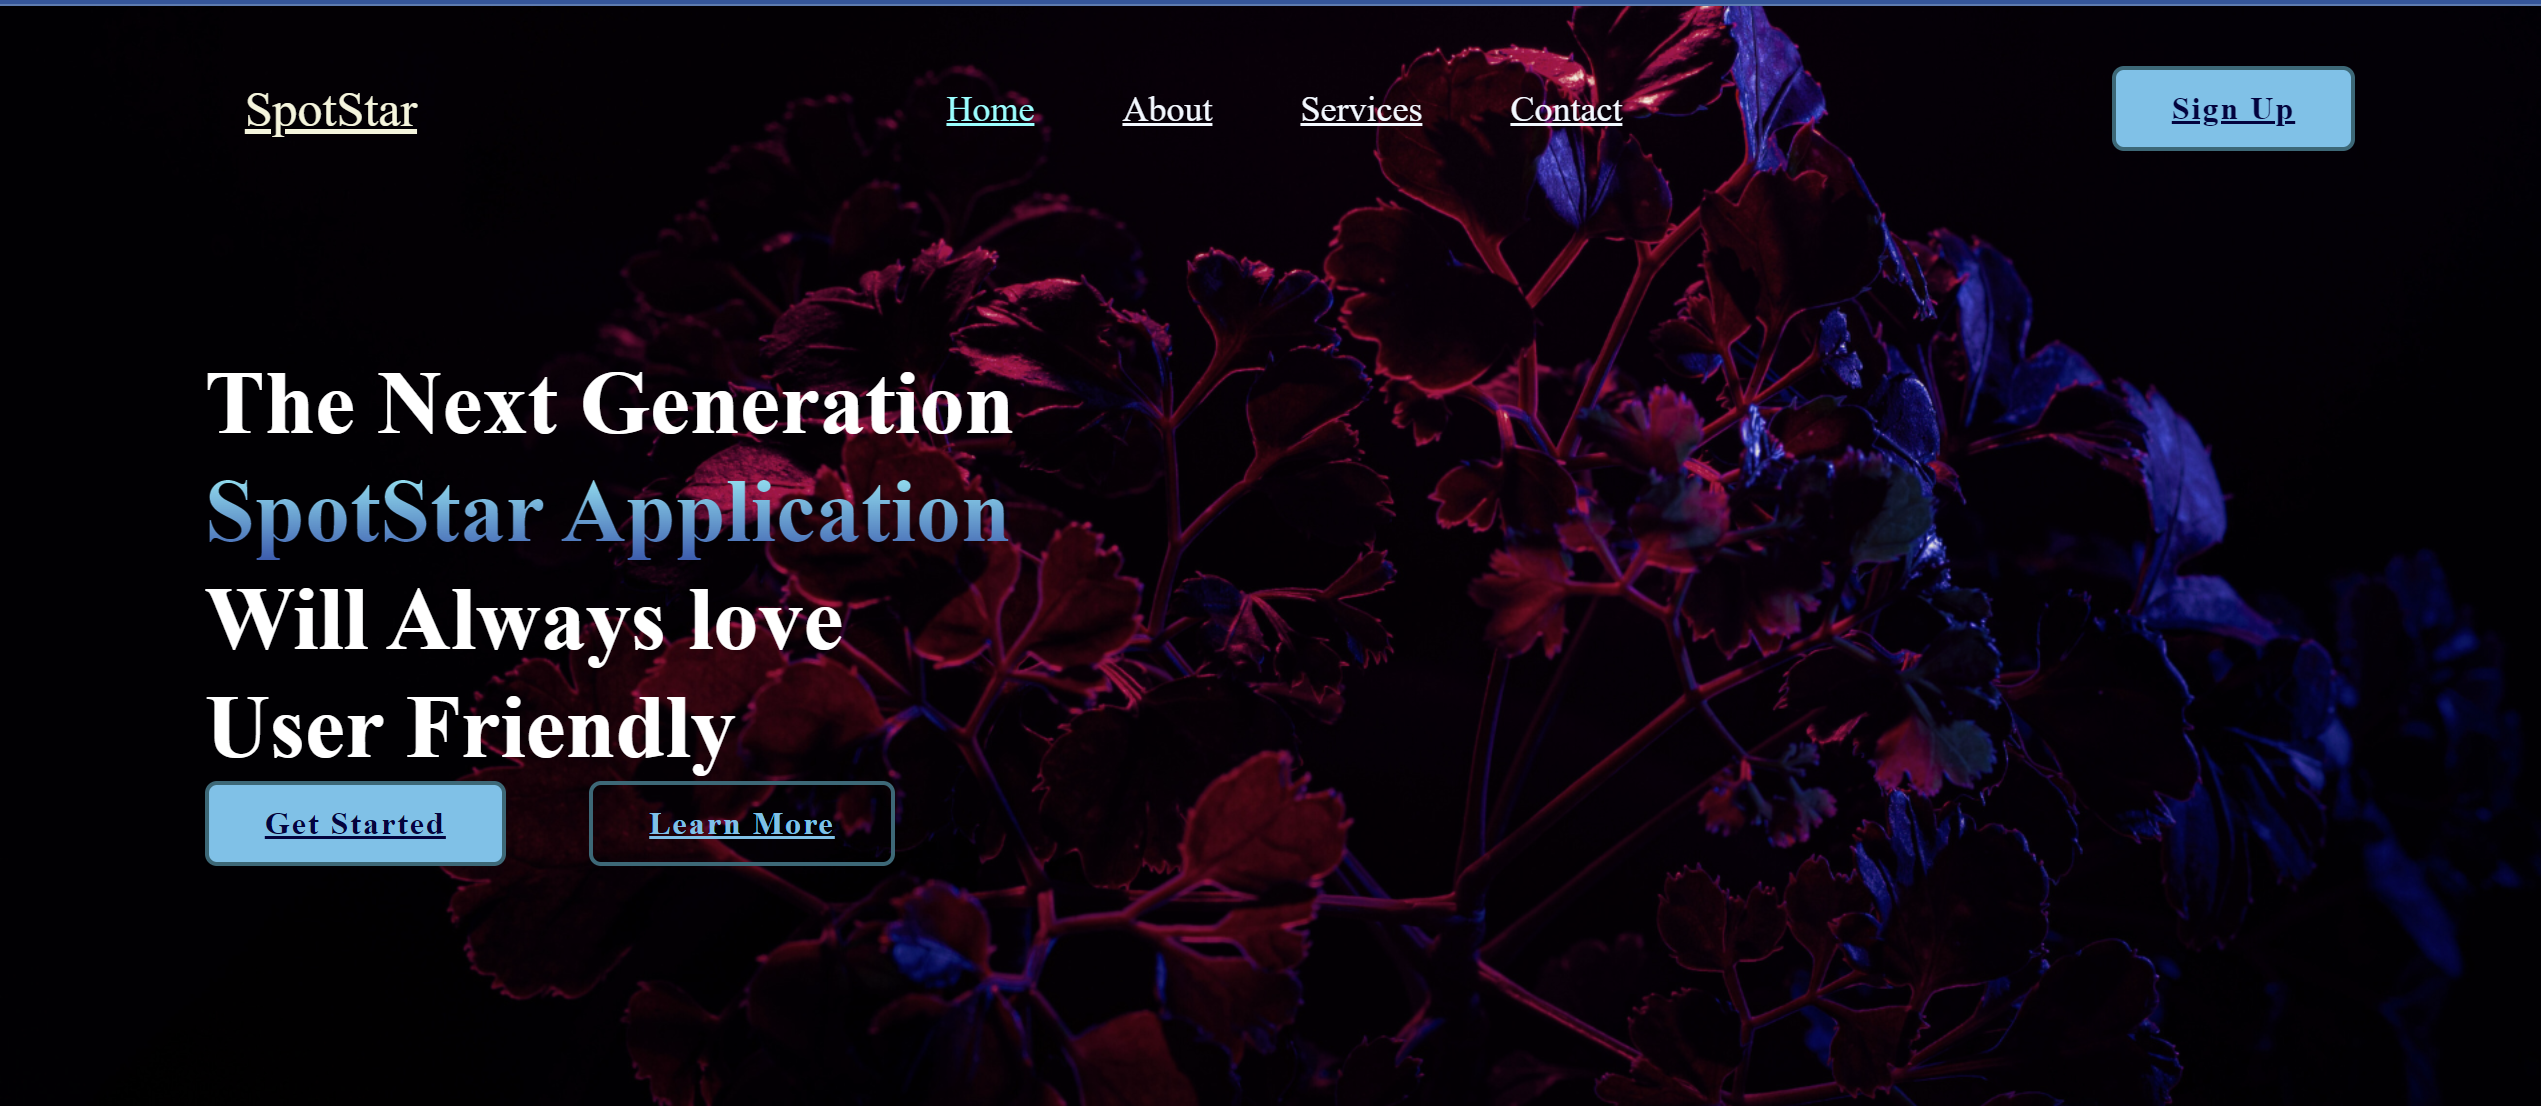 SpotStar
Home About Services Contact
Sign Up
The Next Generation
SpotStar Application
Will Always love
User Friendly
Get Started
Learn More